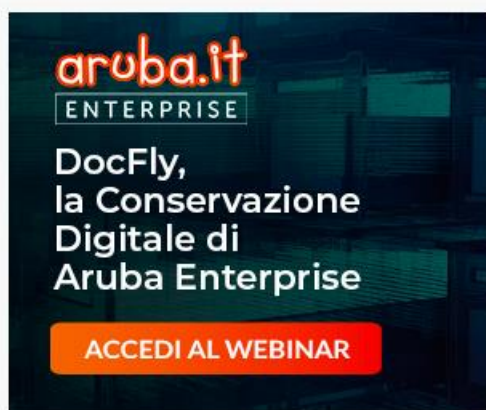 aruba.it
ENTERPRISE
DocFly,
la Conservazione
Digitale di
Aruba Enterprise
ACCEDI AL WEBINAR